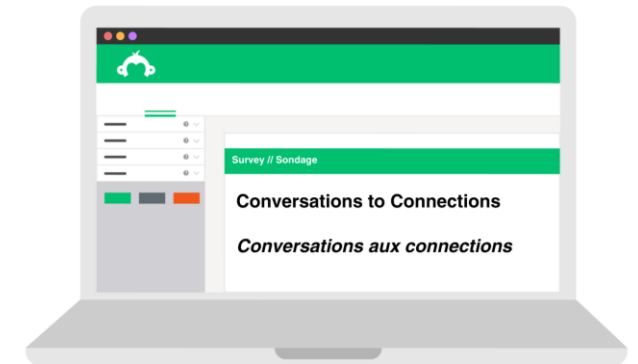 Survey // Sondage
Conversations to Connections
Conversations aux connections